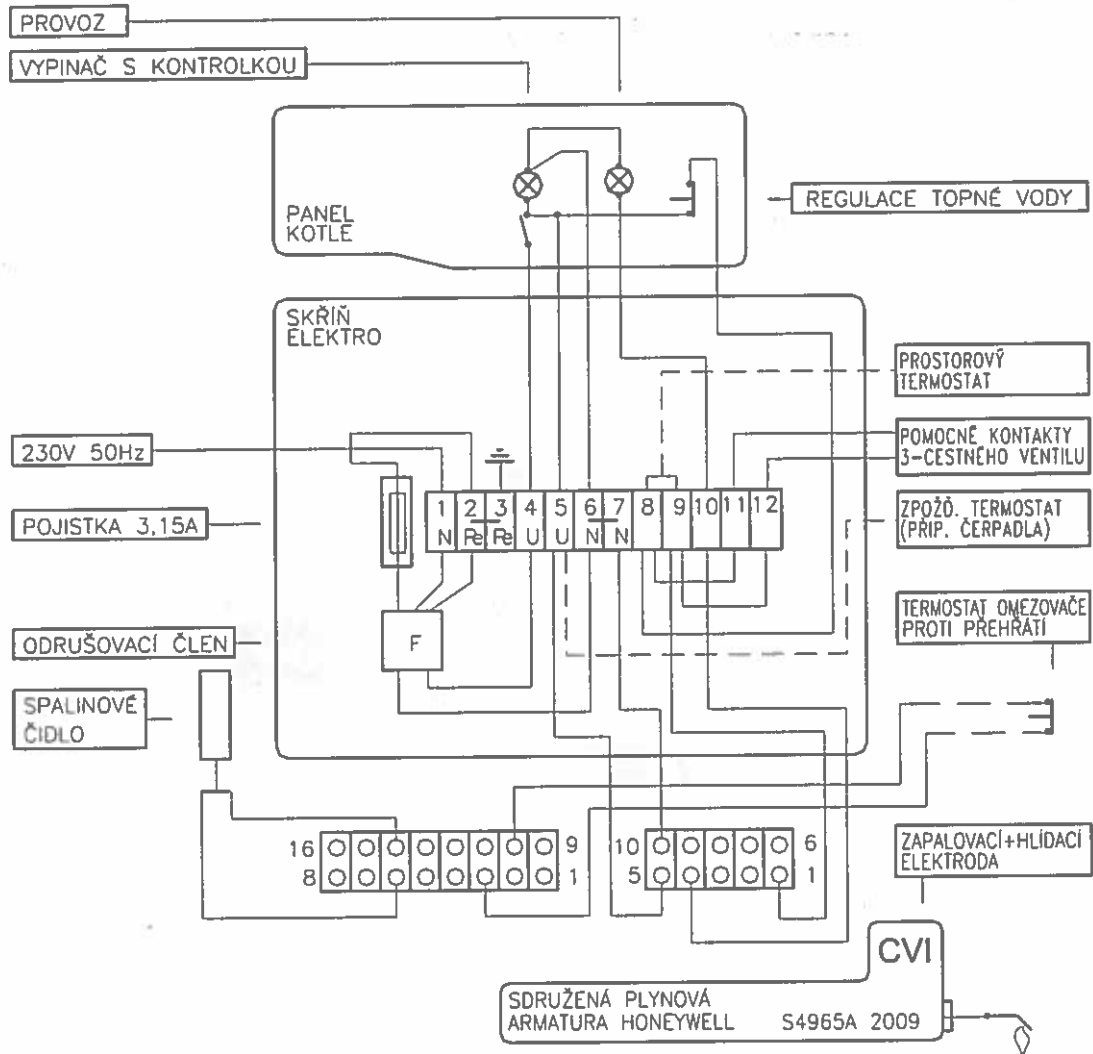 PROVOZ
VYPINAČ S KONTROLKOU
PANEL
KOTLE
REGULACE TOPNÉ VODY
SKŘÍŇ
ELEKTRO
PROSTOROVÝ
TERMOSTAT
230V 50Hz
POMOCNÉ KONTAKTY
3-CESTNÉHO VENTILU
1 2 3 4 5 6 7 8 9 10 11 12
N Pe Pe U U N N
POJISTKA 3,15A
ZPOŽĎ. TERMOSTAT
(PŘIP. ČERPADLA)
F
ODRUŠOVACÍ ČLEN
TERMOSTAT OMEZOVAČE
PROTI PŘEHŘÁTÍ
SPALINOVÉ
ČIDLO
16 9
8 1
10 6
5 1
ZAPALOVACÍ+HLÍDACÍ
ELEKTRODA
CVI
SDRUŽENÁ PLYNOVÁ
ARMATURA HONEYWELL S4965A 2009